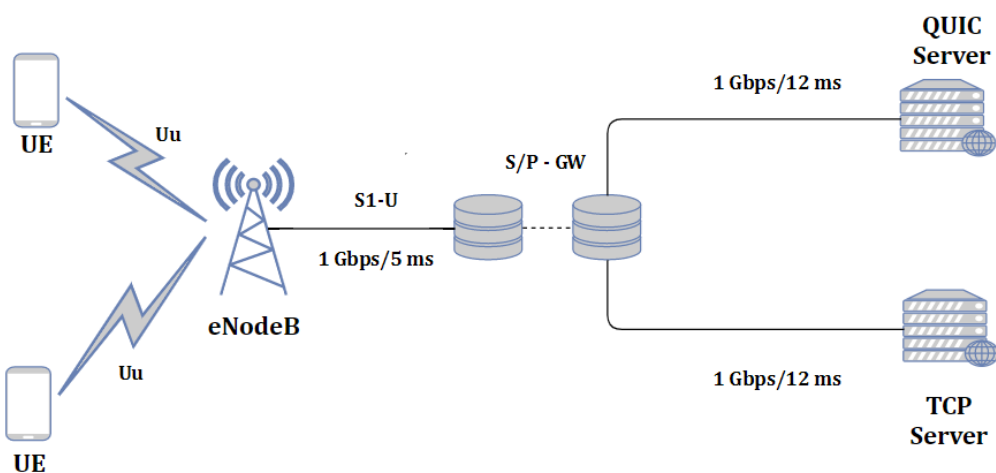 QUIC
Server
1 Gbps/12 ms
UE
Uu
S/P - GW
S1-U
1 Gbps/5 ms
eNodeB
Uu
1 Gbps/12 ms
TCP
Server
UE